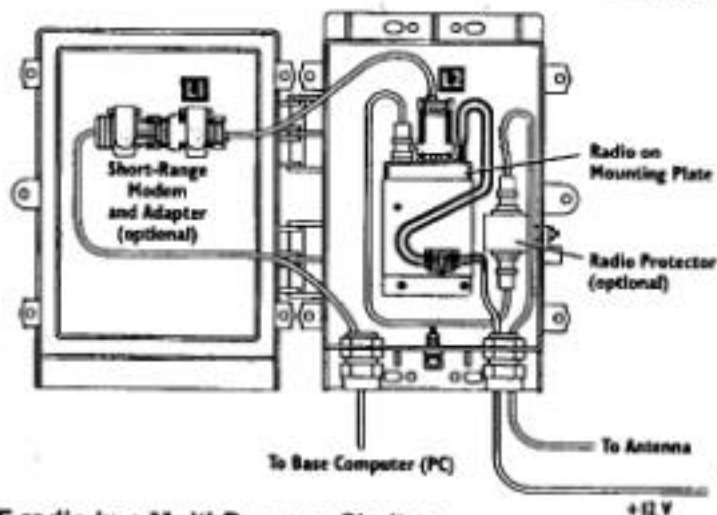 L1
L2
Short-Range
Modem
and Adapter
(optional)
Radio on
Mounting Plate
Radio Protector
(optional)
To Base Computer (PC)
To Antenna
+12 V
radio